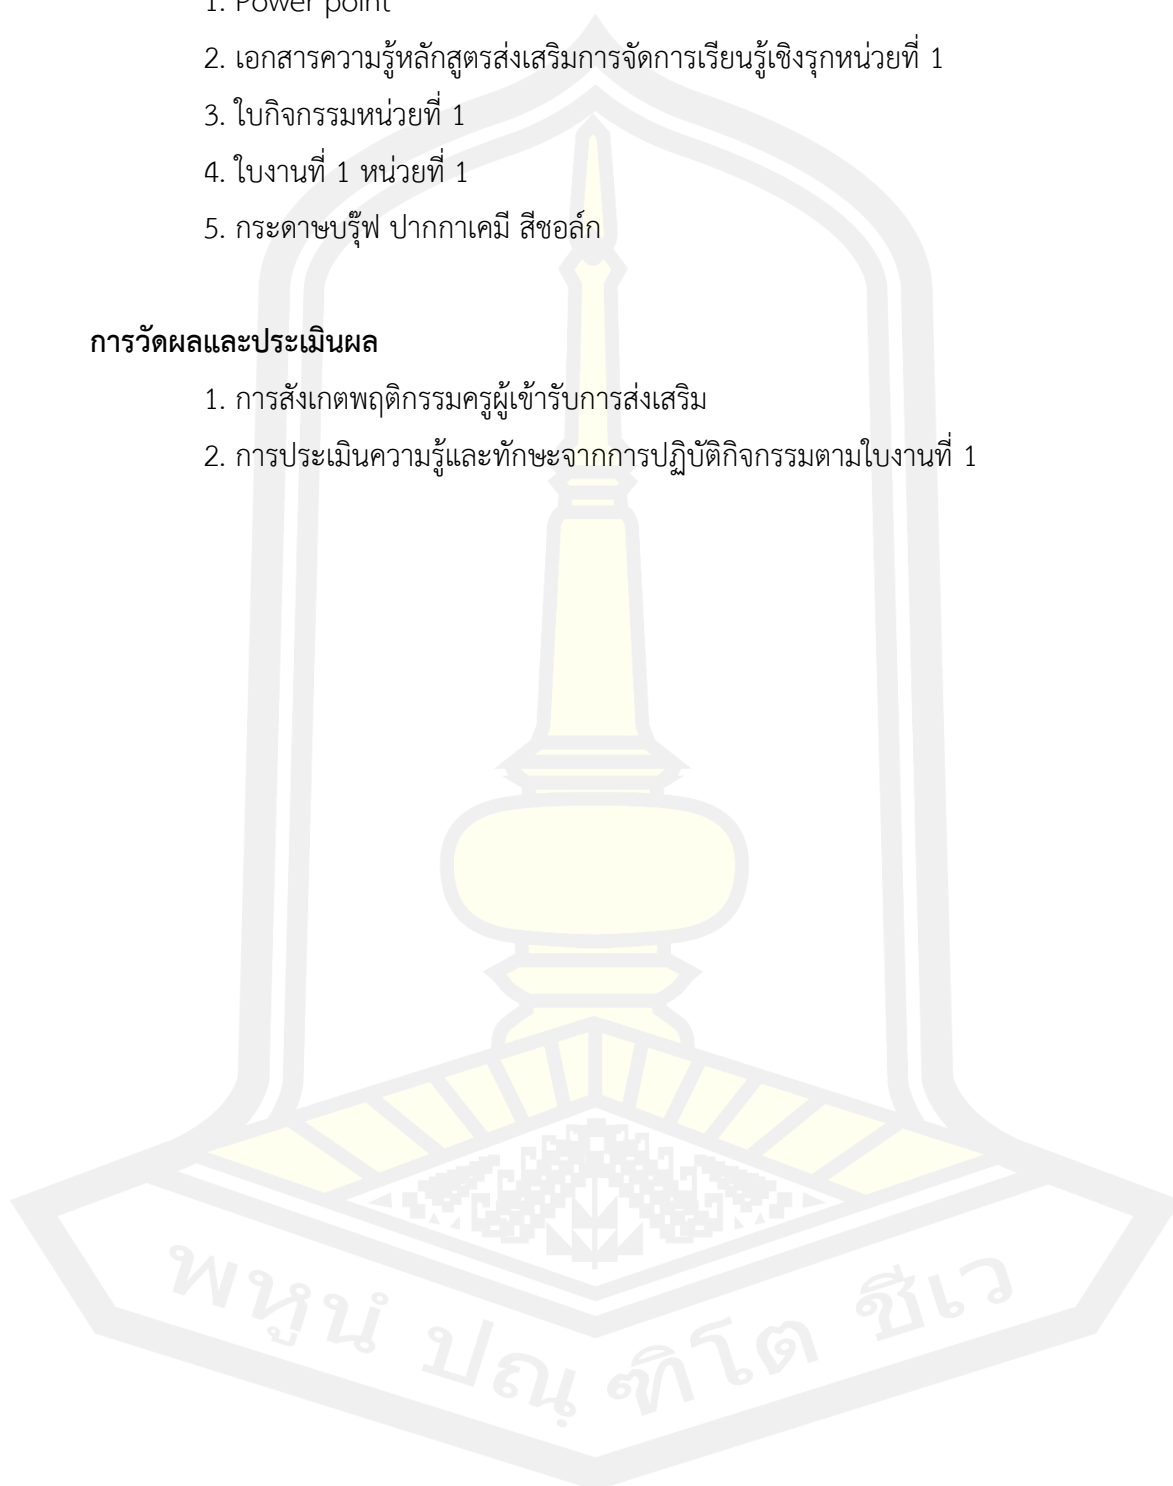 1. Power point
2. เอกสารความรู้หลักสูตรส่งเสริมการจัดการเรียนรู้เชิงรุกหน่วยที่ 1
3. ใบกิจกรรมหน่วยที่ 1
4. ใบงานที่ 1 หน่วยที่ 1
5. กระดาษบรุ๊ฟ ปากกาเคมี สีชอล์ก
การวัดผลและประเมินผล
1. การสังเกตพฤติกรรมครูผู้เข้ารับการส่งเสริม
2. การประเมินความรู้และทักษะจากการปฏิบัติกิจกรรมตามใบงานที่ 1
พหูนํ ปณฺฑิโต ชีเว